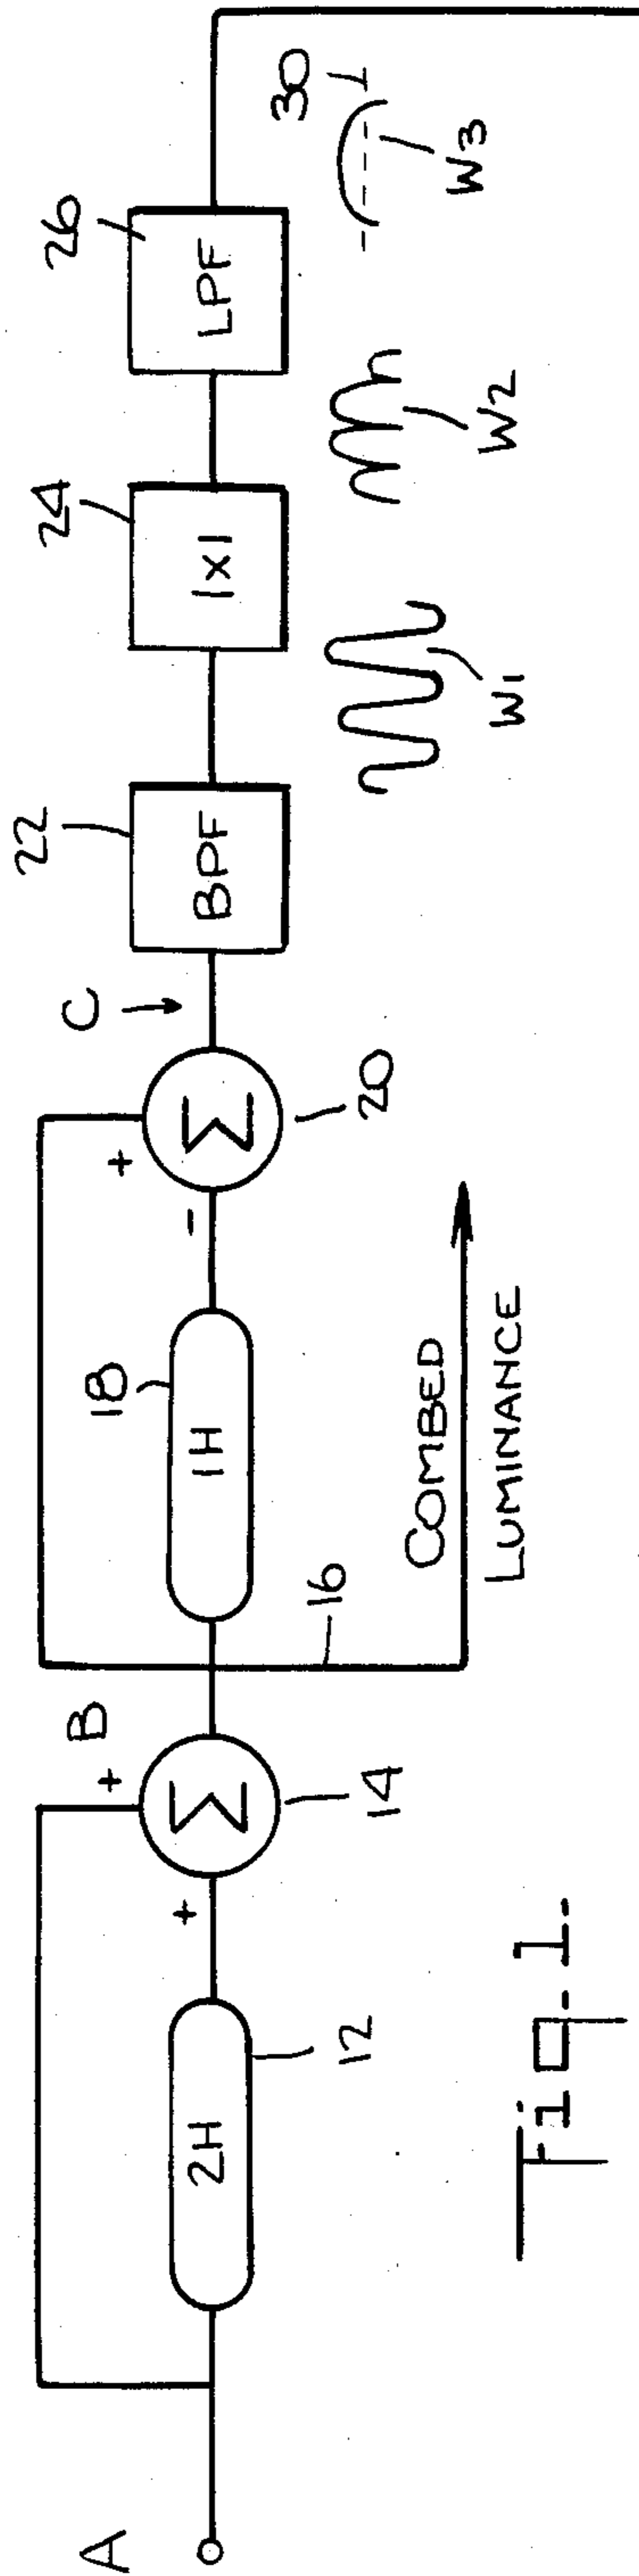 A
2H
12
+
+
B
Σ
14
16
COMBED
LUMINANCE
1H
18
-
+
Σ
20
C
BPF
22
W1
|X|
24
W2
LPF
26
W3
30
Fig. 1.